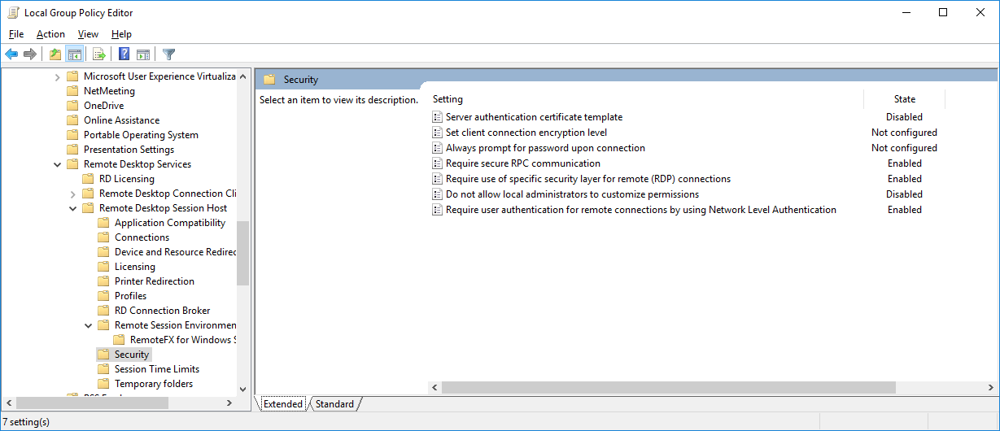 Local Group Policy Editor
File Action View Help
Microsoft User Experience Virtualiza
NetMeeting
OneDrive
Online Assistance
Portable Operating System
Presentation Settings
Remote Desktop Services
RD Licensing
Remote Desktop Connection Cli
Remote Desktop Session Host
Application Compatibility
Connections
Device and Resource Redirec
Licensing
Printer Redirection
Profiles
RD Connection Broker
Remote Session Environmen
RemoteFX for Windows S
Security
Session Time Limits
Temporary folders
Security
Select an item to view its description.
Setting State
Server authentication certificate template Disabled
Set client connection encryption level Not configured
Always prompt for password upon connection Not configured
Require secure RPC communication Enabled
Require use of specific security layer for remote (RDP) connections Enabled
Do not allow local administrators to customize permissions Disabled
Require user authentication for remote connections by using Network Level Authentication Enabled
Extended Standard
7 setting(s)